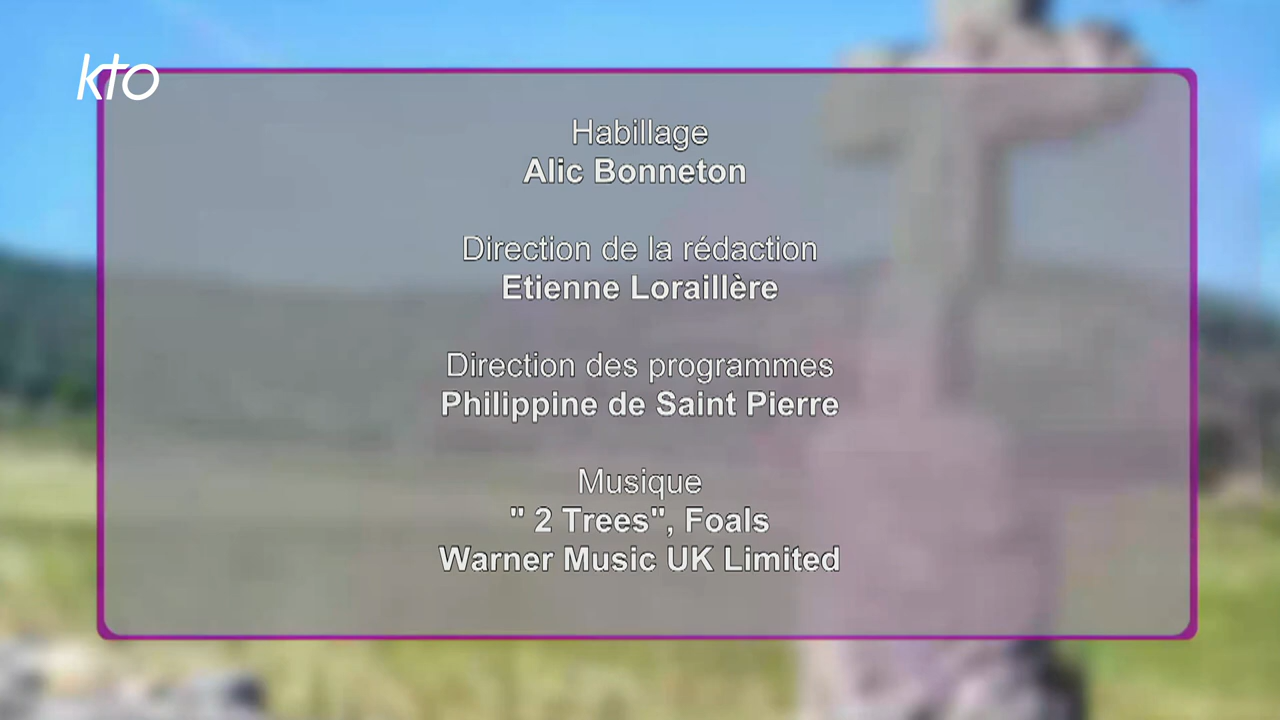 kto
Habillage
Alic Bonneton
Direction de la rédaction
Etienne Loraillère
Direction des programmes
Philippine de Saint Pierre
Musique
" 2 Trees", Foals
Warner Music UK Limited